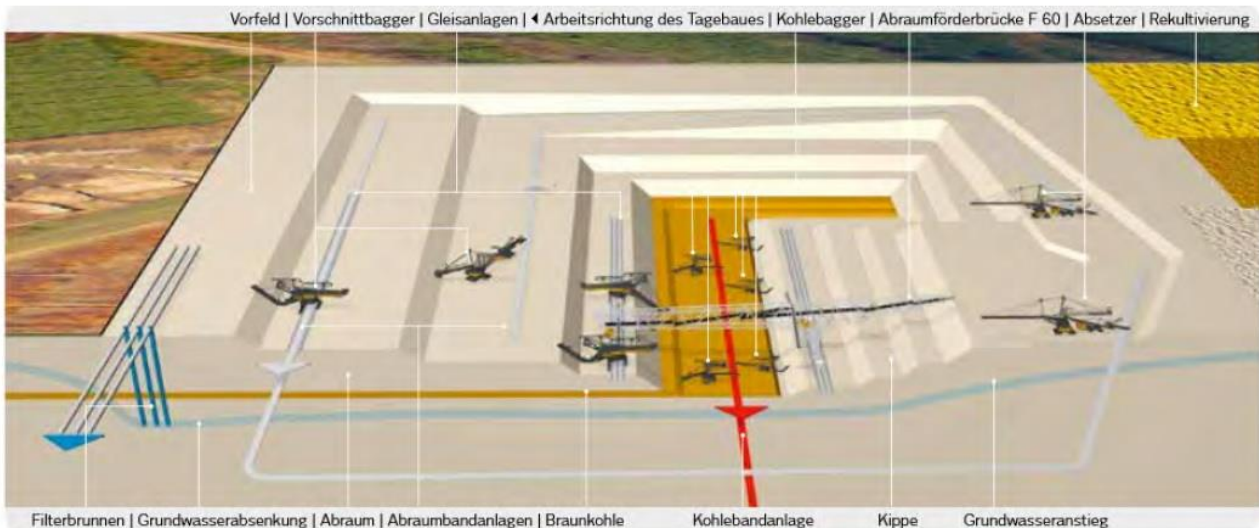 Vorfeld | Vorschnittbagger | Gleisanlagen | ◀ Arbeitsrichtung des Tagebaues | Kohlebagger | Abraumförderbrücke F 60 | Absetzer | Rekultivierung
Filterbrunnen | Grundwasserabsenkung | Abraum | Abraumbandanlagen | Braunkohle Kohlebandanlage Kippe Grundwasseranstieg